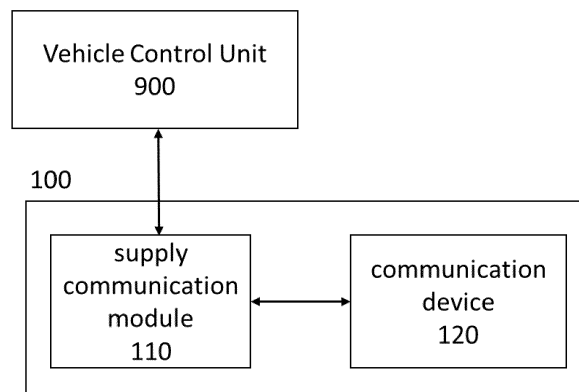 Vehicle Control Unit
900
100
supply
communication
module
110
communication
device
120